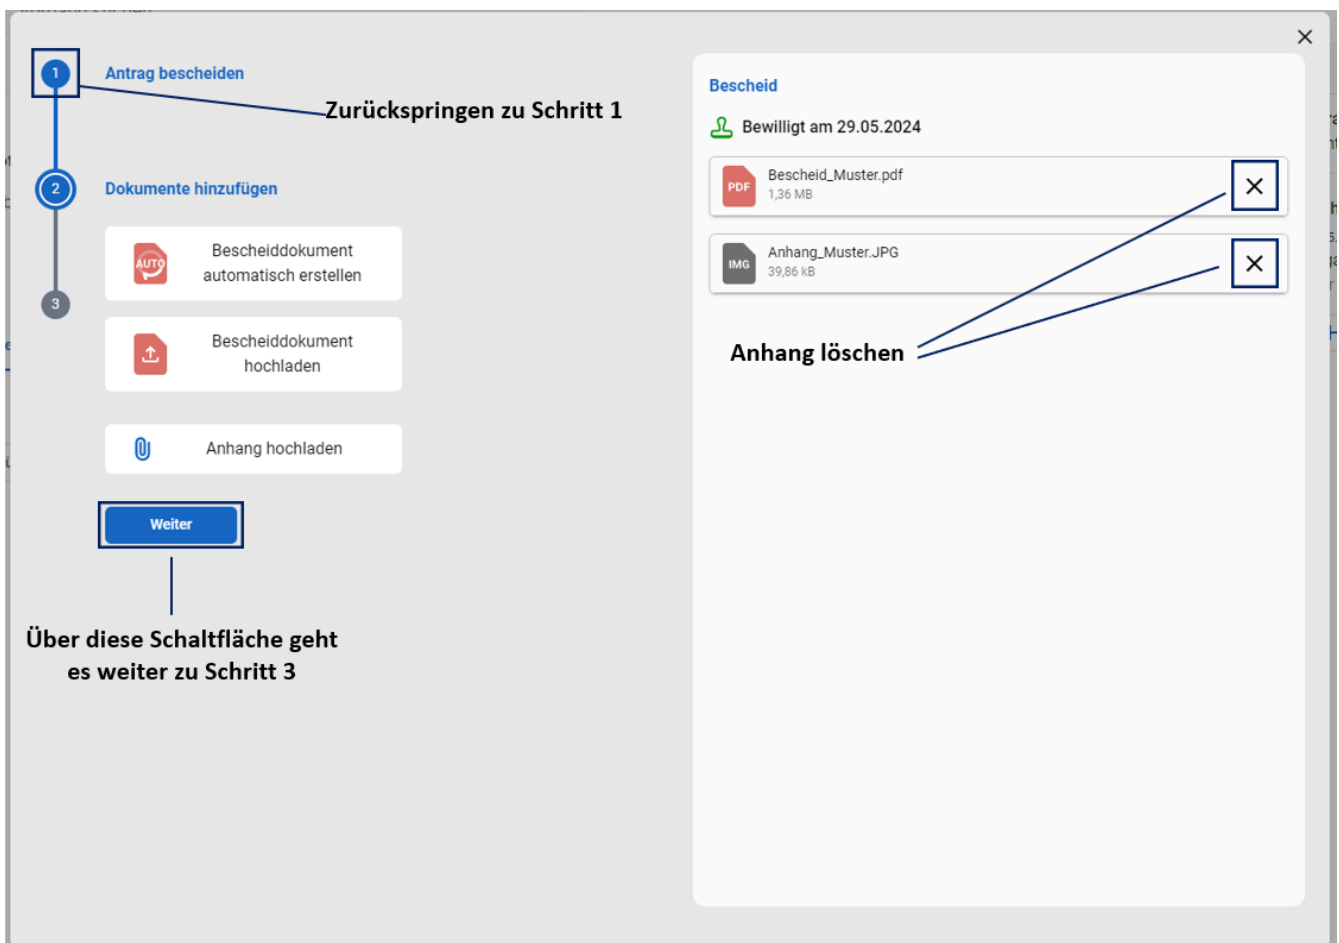 1
Antrag bescheiden
Zurückspringen zu Schritt 1
2
Dokumente hinzufügen
AUTO
Bescheiddokument
automatisch erstellen
3
Bescheiddokument
hochladen
Anhang hochladen
Weiter
Über diese Schaltfläche geht
es weiter zu Schritt 3
Bescheid
Bewilligt am 29.05.2024
PDF
Bescheid_Muster.pdf
1,36 MB
IMG
Anhang_Muster.JPG
39,86 kB
Anhang löschen